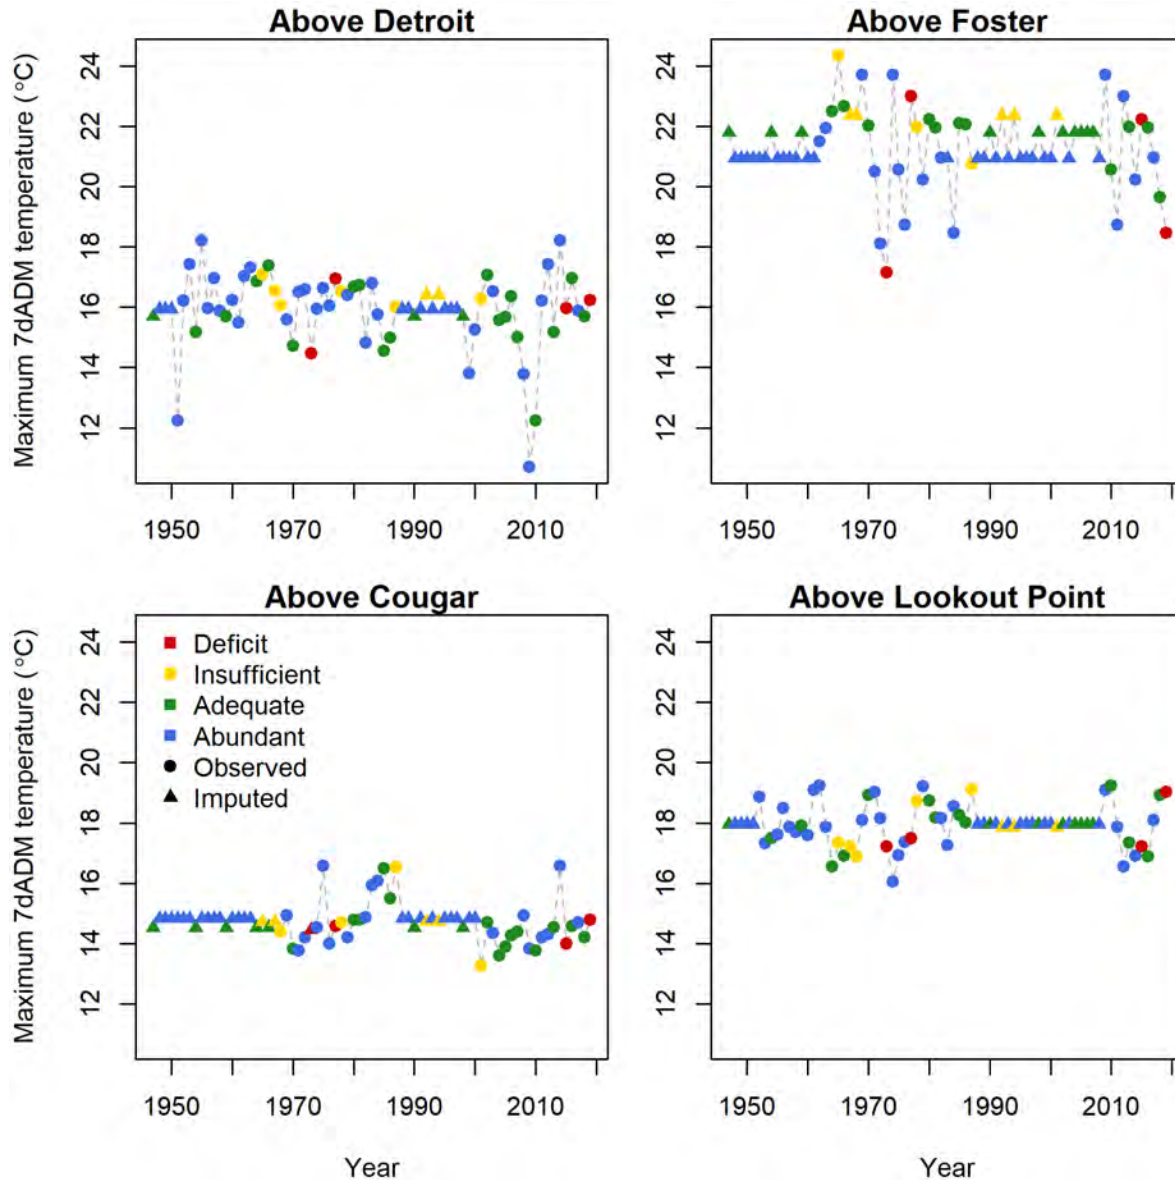 Above Detroit
Above Foster
Maximum 7dADM temperature (°C)
24
22
20
18
16
14
12
24
22
20
18
16
14
12
1950 1970 1990 2010
1950 1970 1990 2010
Above Cougar
Above Lookout Point
Maximum 7dADM temperature (°C)
24
22
20
18
16
14
12
Deficit
Insufficient
Adequate
Abundant
Observed
Imputed
24
22
20
18
16
14
12
1950 1970 1990 2010
1950 1970 1990 2010
Year
Year